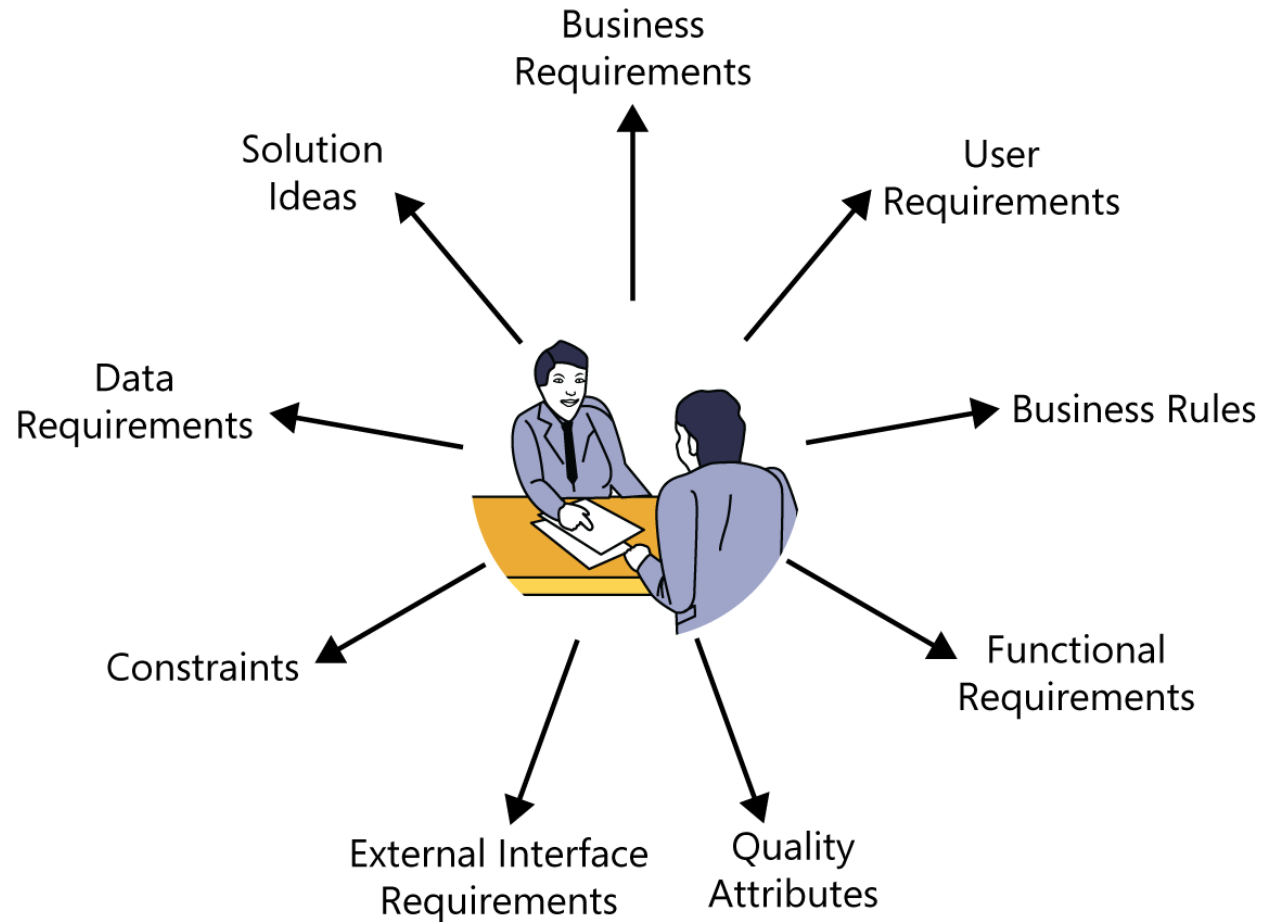 Business
Requirements
Solution
Ideas
User
Requirements
Data
Requirements
Business Rules
Constraints
Functional
Requirements
External Interface
Requirements
Quality
Attributes